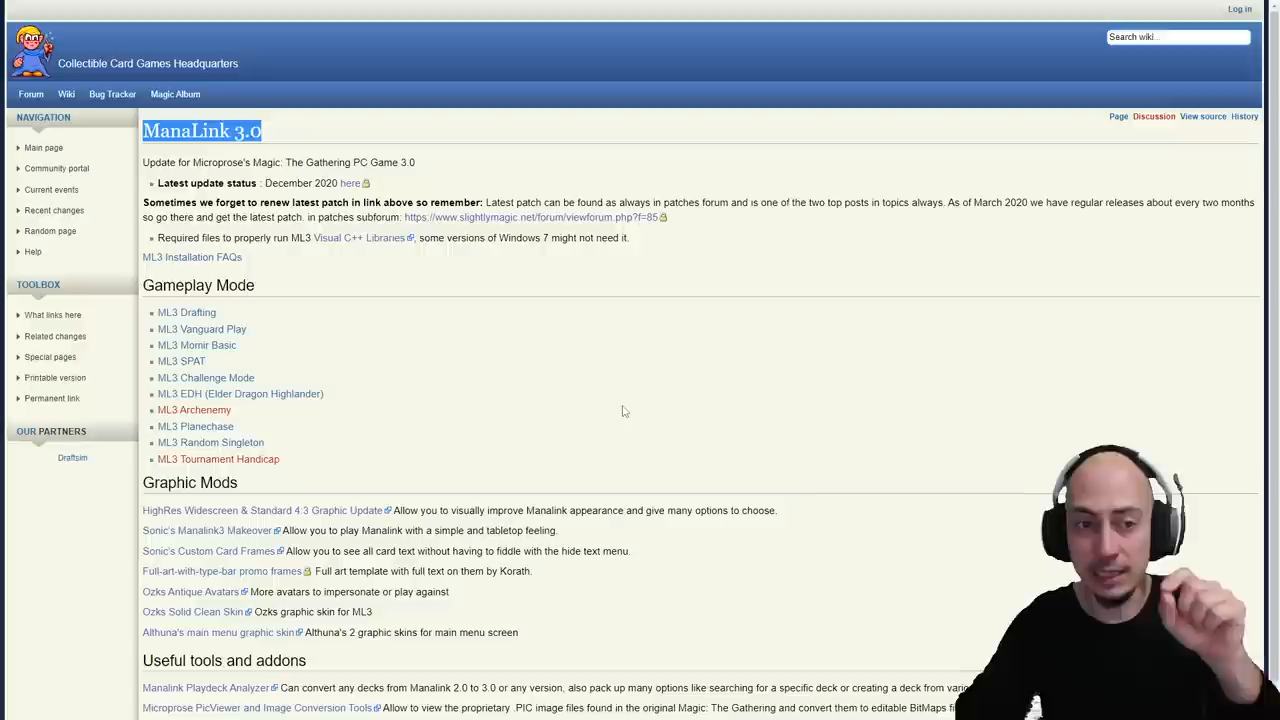 Log in
Search wiki...
Collectible Card Games Headquarters
Forum Wiki Bug Tracker Magic Album
NAVIGATION
Main page
Community portal
Current events
Recent changes
Random page
Help
TOOLBOX
What links here
Related changes
Special pages
Printable version
Permanent link
OUR PARTNERS
Draftsim
Page Discussion View source History
ManaLink 3.0
Update for Microprose's Magic: The Gathering PC Game 3.0
Latest update status : December 2020 here
Sometimes we forget to renew latest patch in link above so remember: Latest patch can be found as always in patches forum and is one of the two top posts in topics always. As of March 2020 we have regular releases about every two months
so go there and get the latest patch. in patches subforum: https://www.slightlymagic.net/forum/viewforum.php?f=85
Required files to properly run ML3 Visual C++ Libraries, some versions of Windows 7 might not need it.
ML3 Installation FAQs
Gameplay Mode
ML3 Drafting
ML3 Vanguard Play
ML3 Momir Basic
ML3 SPAT
ML3 Challenge Mode
ML3 EDH (Elder Dragon Highlander)
ML3 Archenemy
ML3 Planechase
ML3 Random Singleton
ML3 Tournament Handicap
Graphic Mods
HighRes Widescreen & Standard 4:3 Graphic Update Allow you to visually improve Manalink appearance and give many options to choose.
Sonic's Manalink3 Makeover Allow you to play Manalink with a simple and tabletop feeling.
Sonic's Custom Card Frames Allow you to see all card text without having to fiddle with the hide text menu.
Full-art-with-type-bar promo frames Full art template with full text on them by Korath.
Ozks Antique Avatars More avatars to impersonate or play against
Ozks Solid Clean Skin Ozks graphic skin for ML3
Althuna's main menu graphic skin Althuna's 2 graphic skins for main menu screen
Useful tools and addons
Manalink Playdeck Analyzer Can convert any decks from Manalink 2.0 to 3.0 or any version, also pack up many options like searching for a specific deck or creating a deck from
Microprose PicViewer and Image Conversion Tools Allow to view the proprietary .PIC image files found in the original Magic: The Gathering and convert them to editable BitMaps